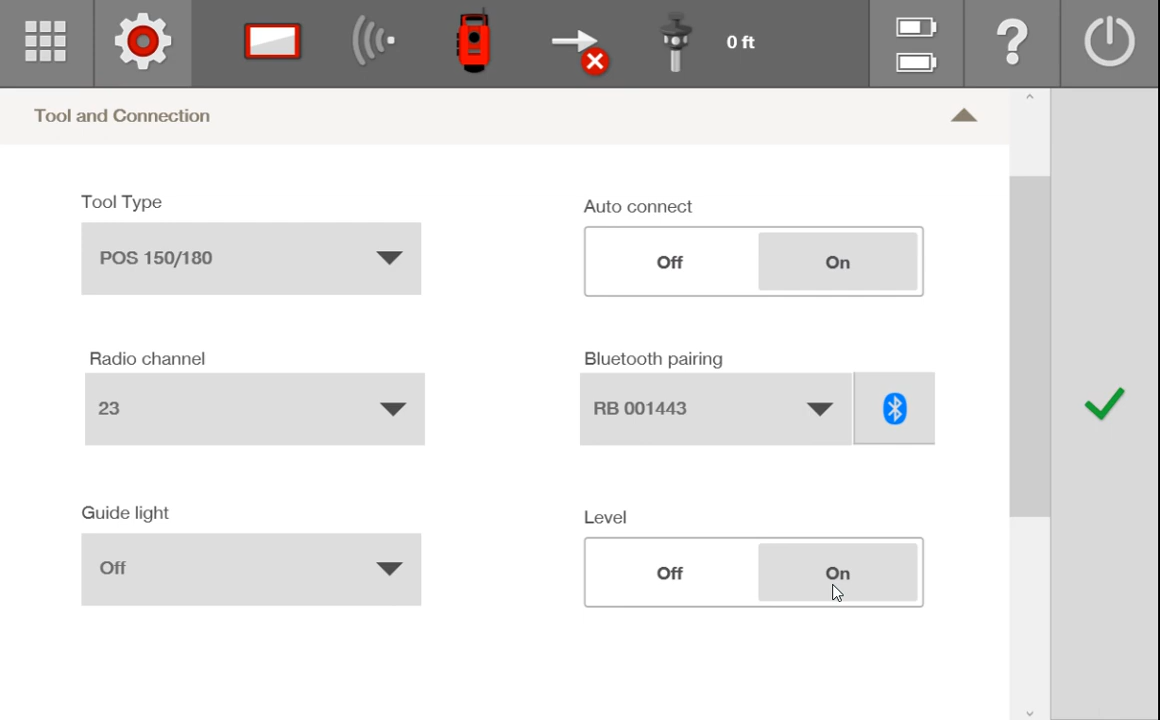 0 ft
Tool and Connection
Tool Type
POS 150/180
Auto connect
Off On
Radio channel
23
Bluetooth pairing
RB 001443
Guide light
Off
Level
Off On